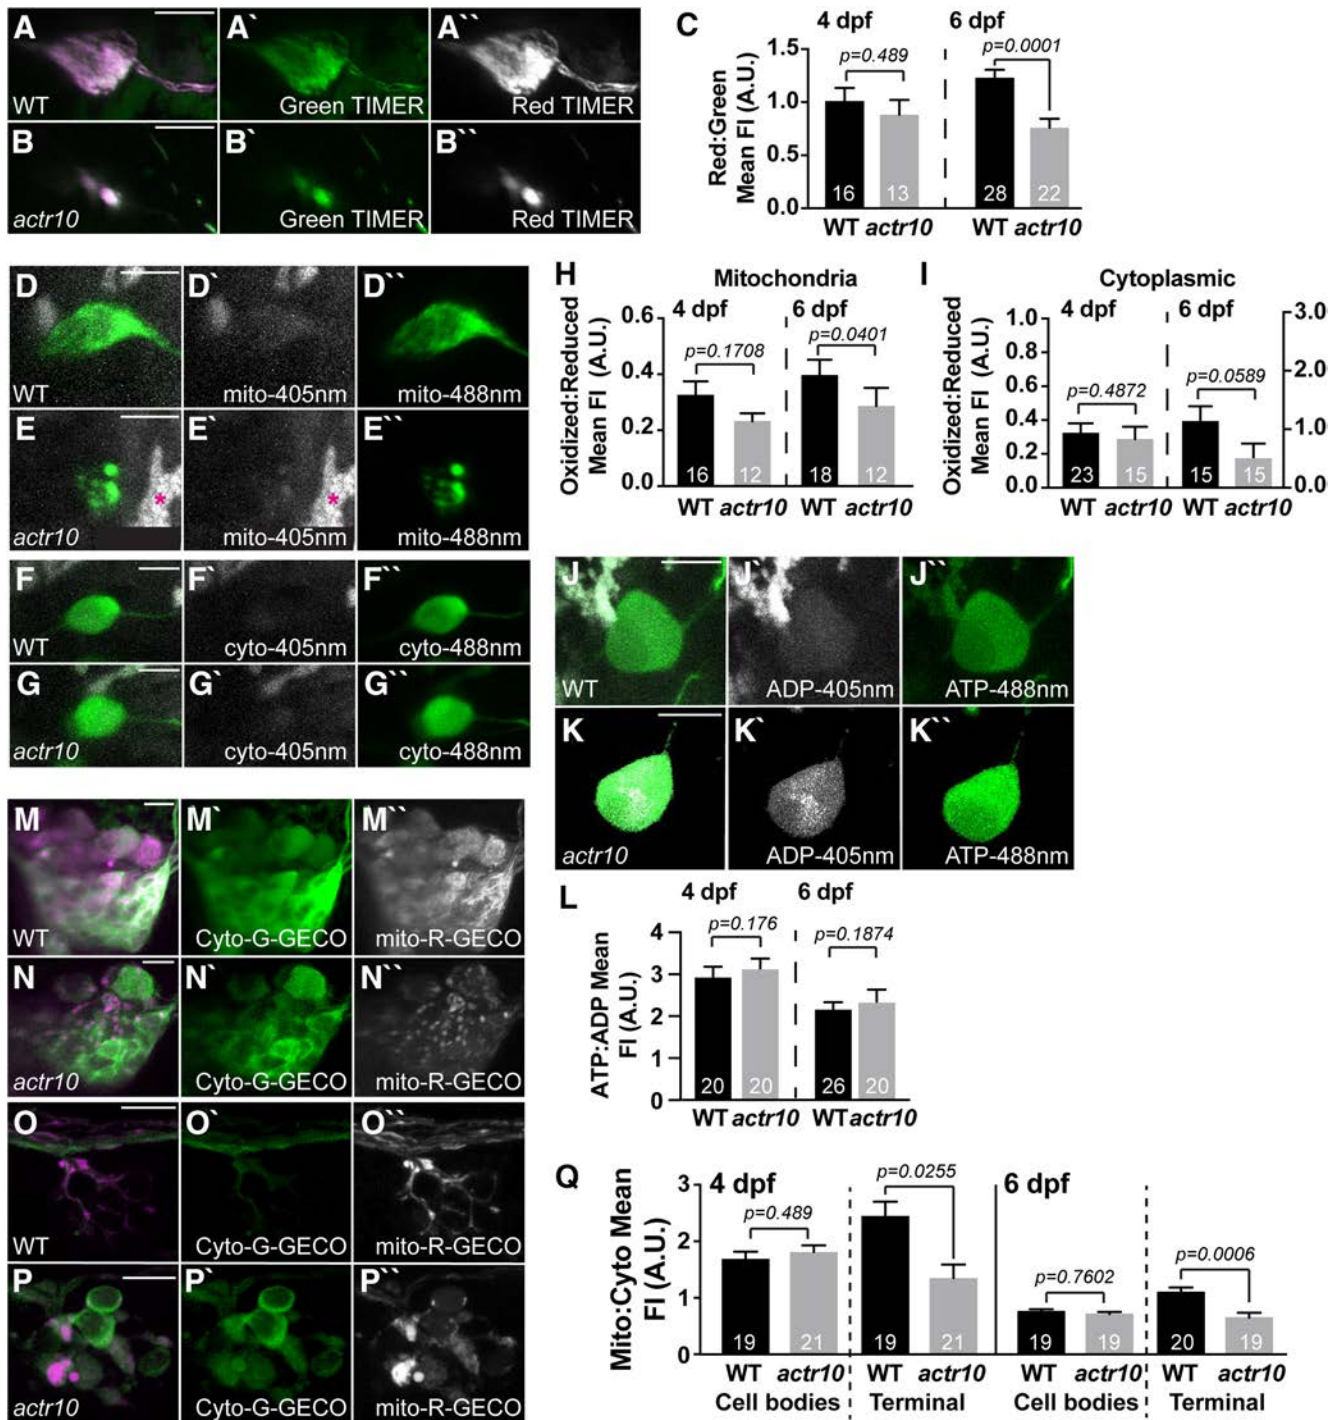 A
A`
A``
WT
Green TIMER
Red TIMER
B
B`
B``
actr10
Green TIMER
Red TIMER
C
4 dpf
6 dpf
Red:Green
Mean FI (A.U.)
1.5
1.0
0.5
0.0
p=0.489
p=0.0001
16
13
28
22
WT actr10
WT actr10
D
D`
D``
WT
mito-405nm
mito-488nm
E
E`
E``
*
*
actr10
mito-405nm
mito-488nm
F
F`
F``
WT
cyto-405nm
cyto-488nm
G
G`
G``
actr10
cyto-405nm
cyto-488nm
H
Mitochondria
4 dpf
6 dpf
Oxidized:Reduced
Mean FI (A.U.)
0.6
0.4
0.2
0.0
p=0.1708
p=0.0401
16
12
18
12
WT actr10
WT actr10
I
Cytoplasmic
4 dpf
6 dpf
Oxidized:Reduced
Mean FI (A.U.)
1.0
0.8
0.6
0.4
0.2
0.0
3.0
2.0
1.0
0.0
p=0.4872
p=0.0589
23
15
15
15
WT actr10
WT actr10
J
J`
J``
WT
ADP-405nm
ATP-488nm
K
K`
K``
actr10
ADP-405nm
ATP-488nm
L
4 dpf
6 dpf
ATP:ADP Mean
FI (A.U.)
4
3
2
1
0
p=0.176
p=0.1874
20
20
26
20
WT actr10
WT actr10
M
M`
M``
WT
Cyto-G-GECO
mito-R-GECO
N
N`
N``
actr10
Cyto-G-GECO
mito-R-GECO
O
O`
O``
WT
Cyto-G-GECO
mito-R-GECO
P
P`
P``
actr10
Cyto-G-GECO
mito-R-GECO
Q
4 dpf
6 dpf
Mito:Cyto Mean
FI (A.U.)
3
2
1
0
p=0.489
p=0.0255
p=0.7602
p=0.0006
19
21
19
21
19
19
20
19
WT actr10
WT actr10
WT actr10
WT actr10
Cell bodies
Terminal
Cell bodies
Terminal